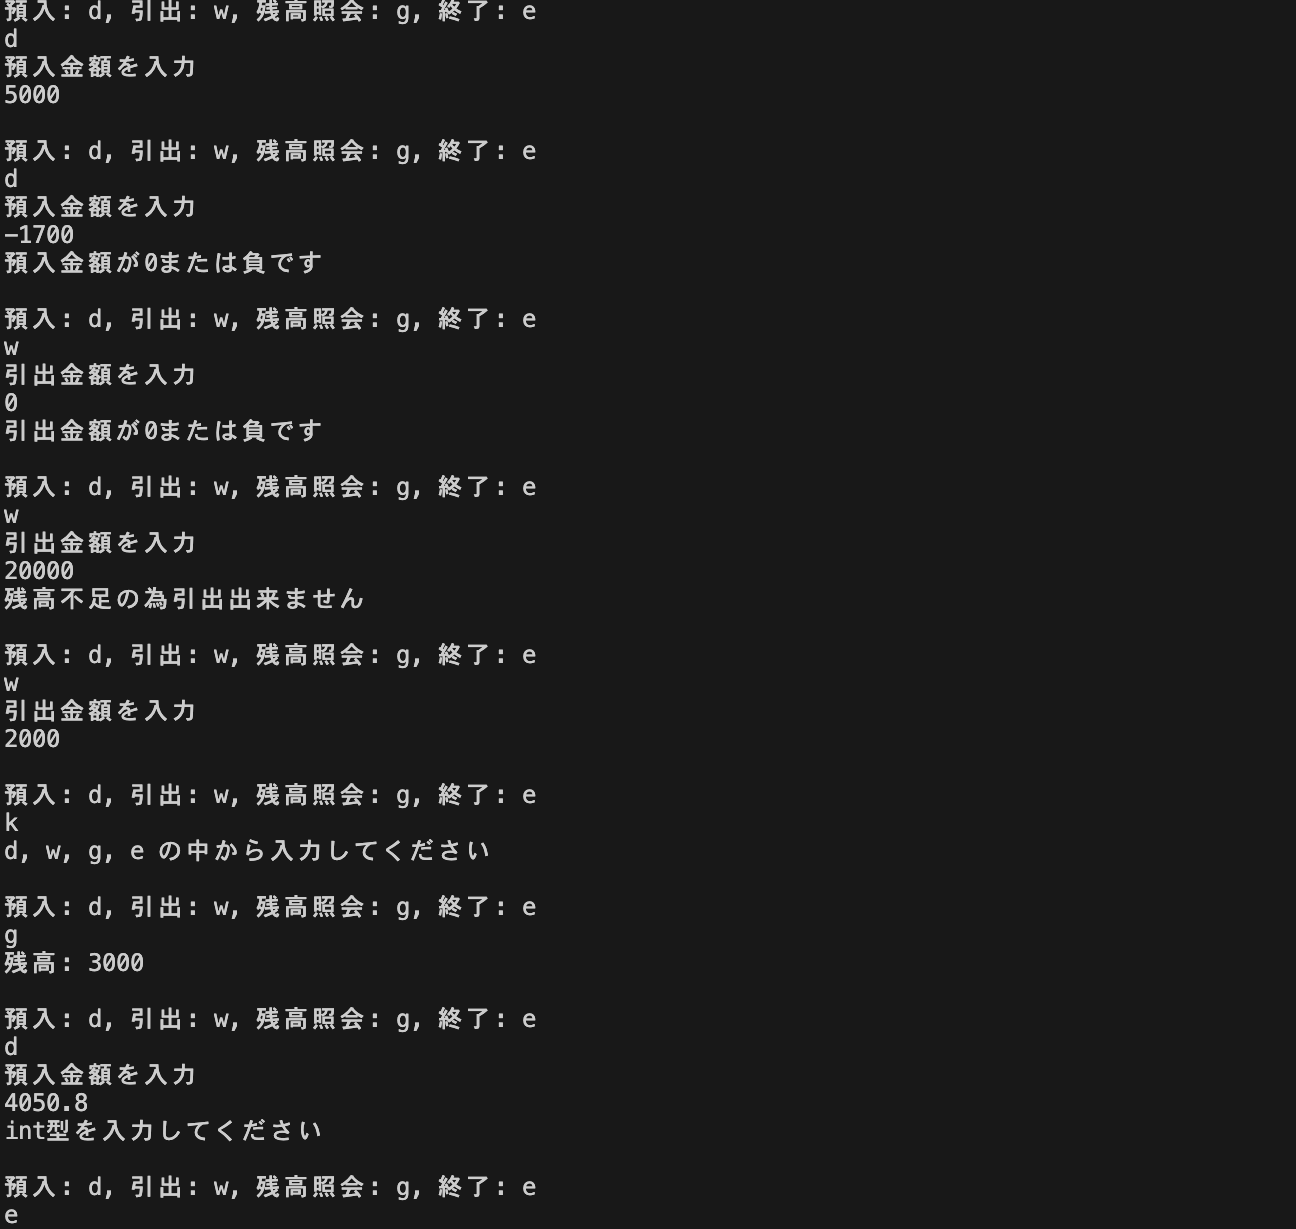 預入: d, 引出: w, 残高照会: g, 終了: e
d
預入金額を入力
5000
預入: d, 引出: w, 残高照会: g, 終了: e
d
預入金額を入力
-1700
預入金額が0または負です
預入: d, 引出: w, 残高照会: g, 終了: e
w
引出金額を入力
0
引出金額が0または負です
預入: d, 引出: w, 残高照会: g, 終了: e
w
引出金額を入力
20000
残高不足の為引出出来ません
預入: d, 引出: w, 残高照会: g, 終了: e
w
引出金額を入力
2000
預入: d, 引出: w, 残高照会: g, 終了: e
k
d, w, g, e の中から入力してください
預入: d, 引出: w, 残高照会: g, 終了: e
g
残高: 3000
預入: d, 引出: w, 残高照会: g, 終了: e
d
預入金額を入力
4050.8
int型を入力してください
預入: d, 引出: w, 残高照会: g, 終了: e
e